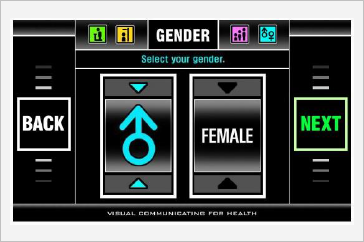 GENDER
Select your gender.
BACK
FEMALE
NEXT
VISUAL COMMUNICATING FOR HEALTH